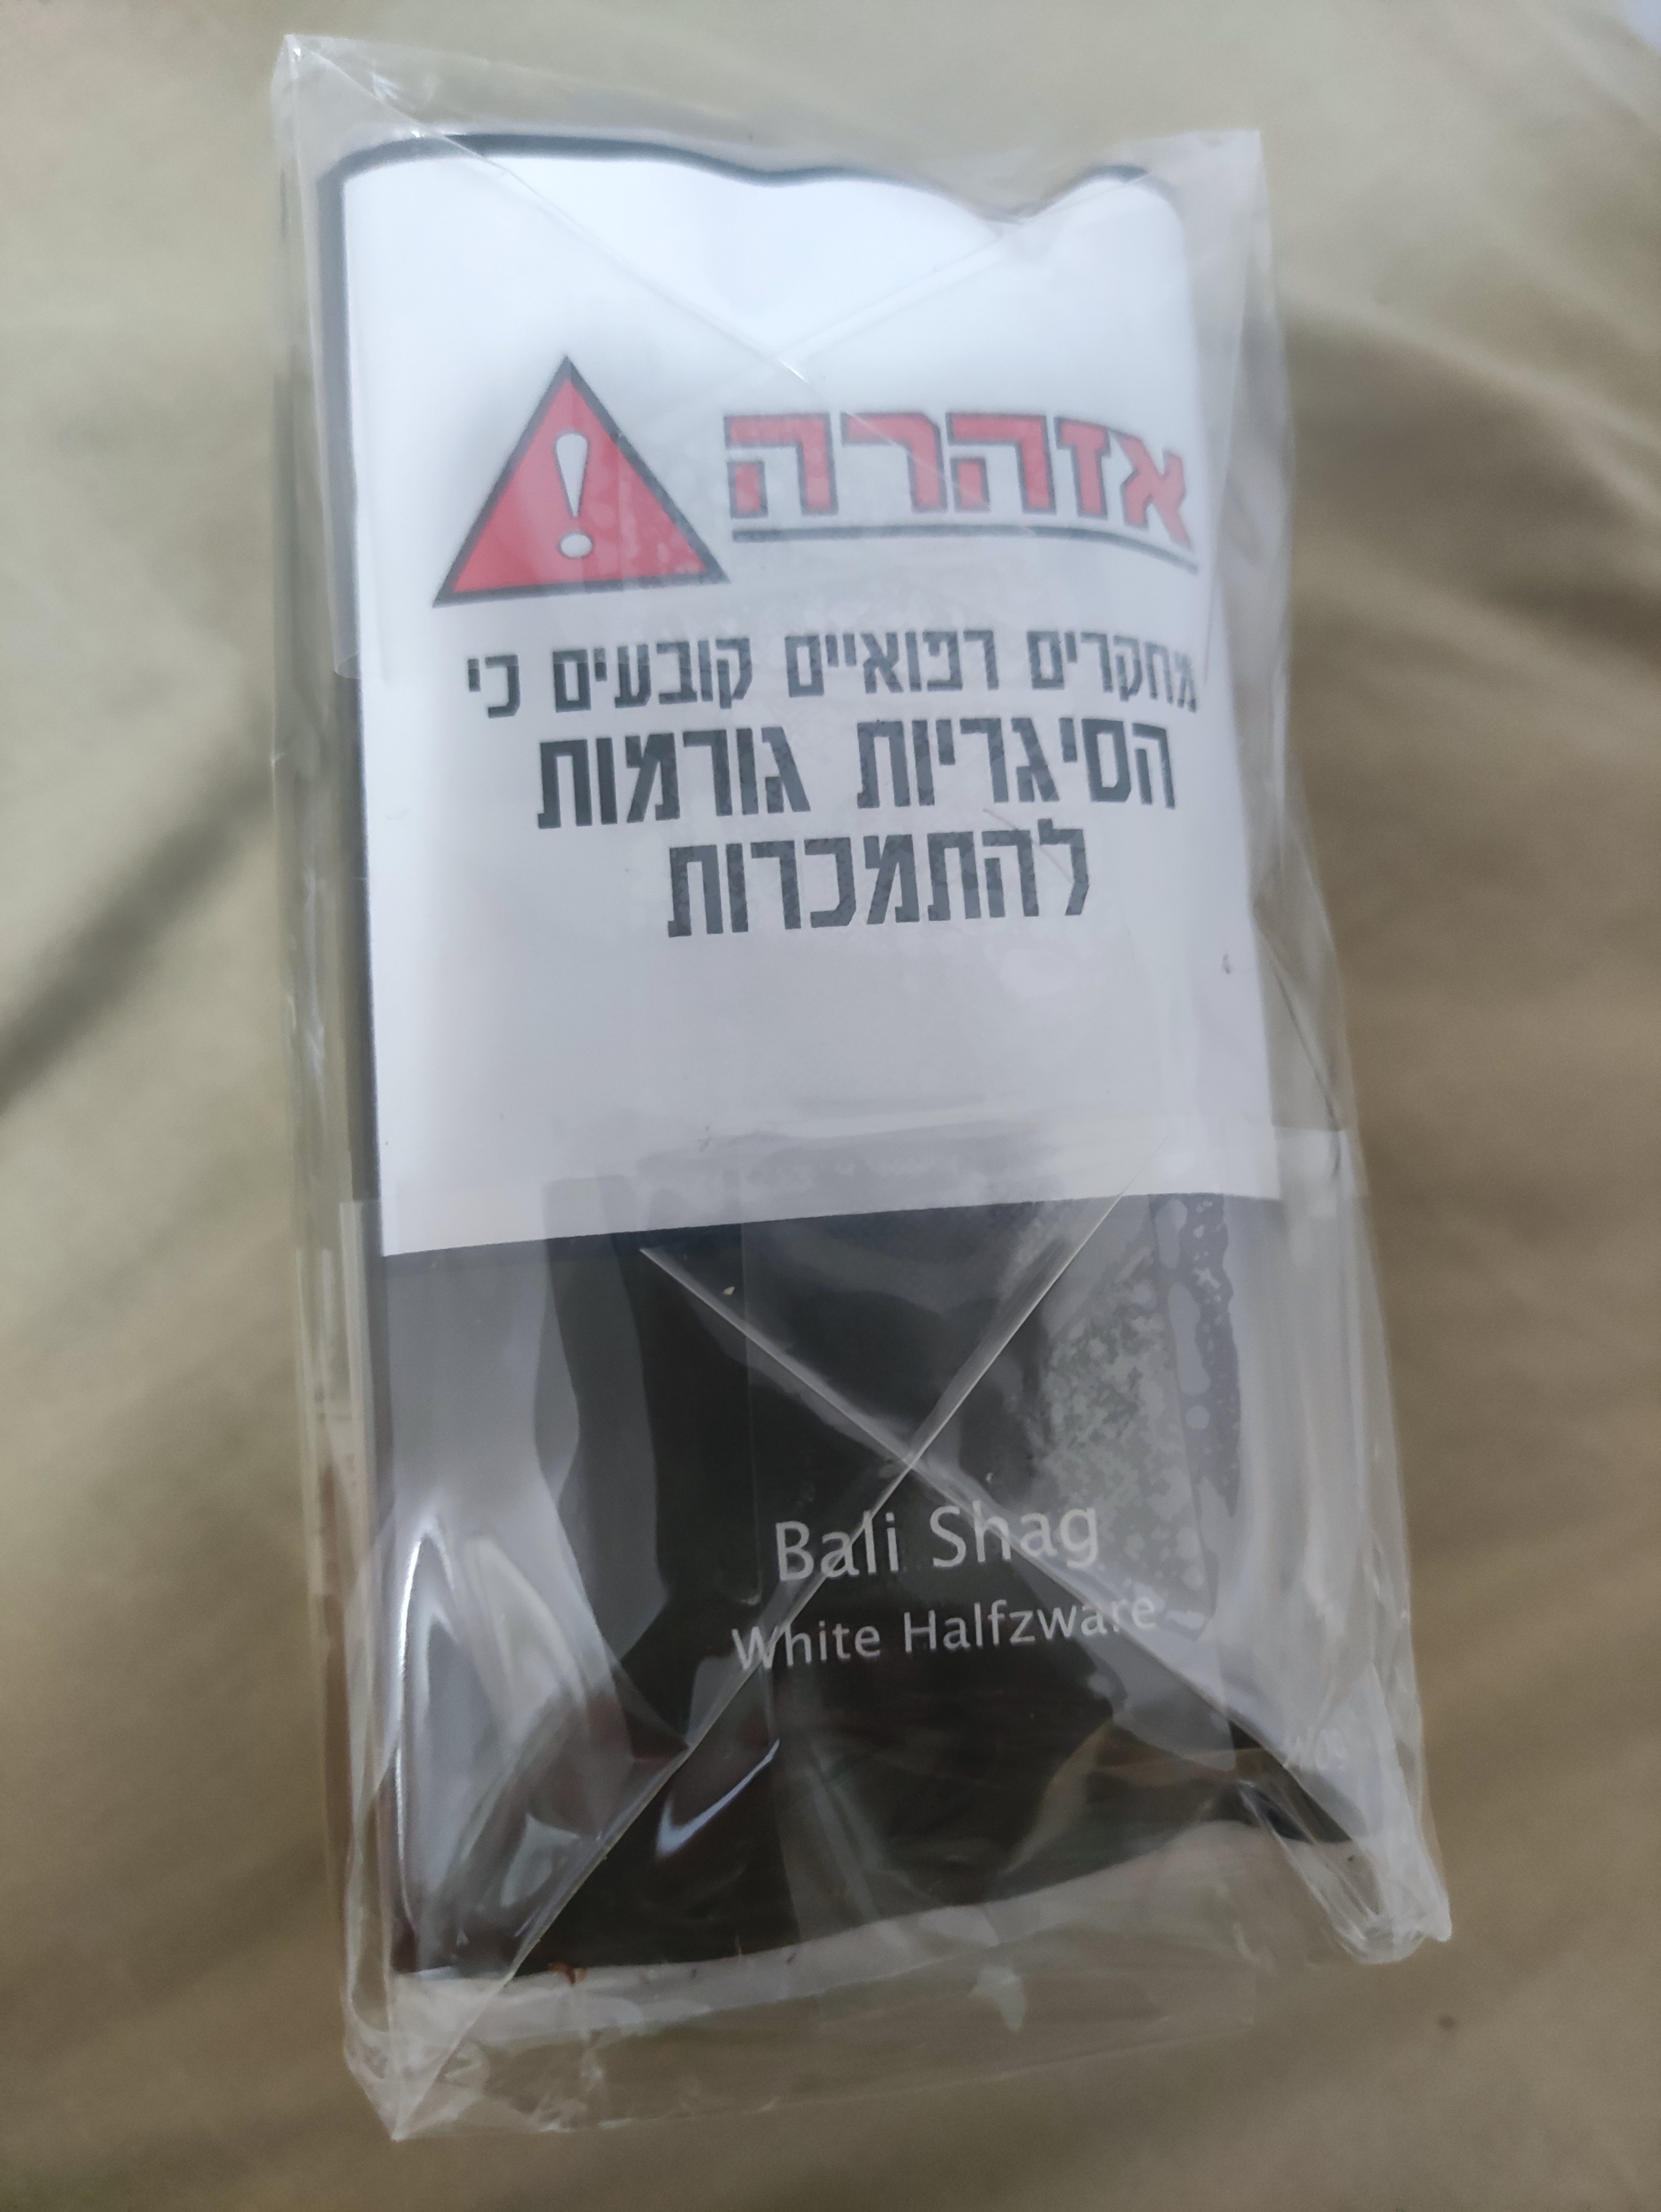 אזהרה
מחקרים רפואיים קובעים כי
הסיגריות גורמות
להתמכרות
Bali Shag
White Halfzware